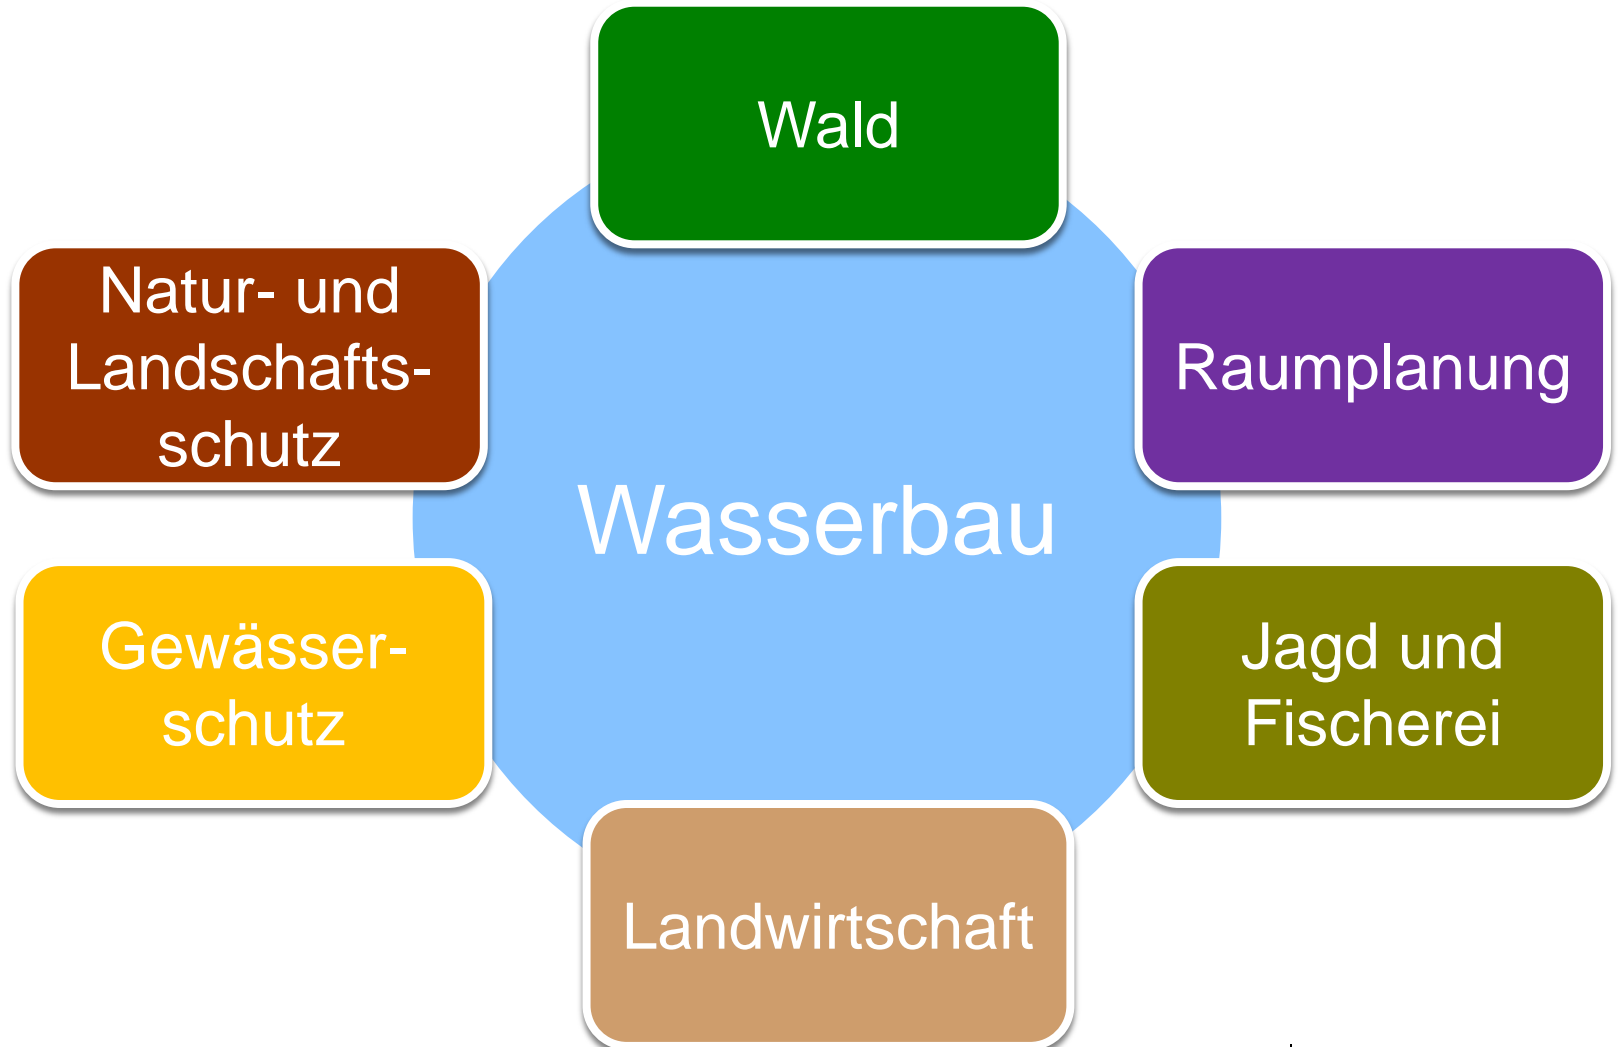 Wald
Natur- und
Landschafts-
schutz
Raumplanung
Wasserbau
Gewässer-
schutz
Jagd und
Fischerei
Landwirtschaft